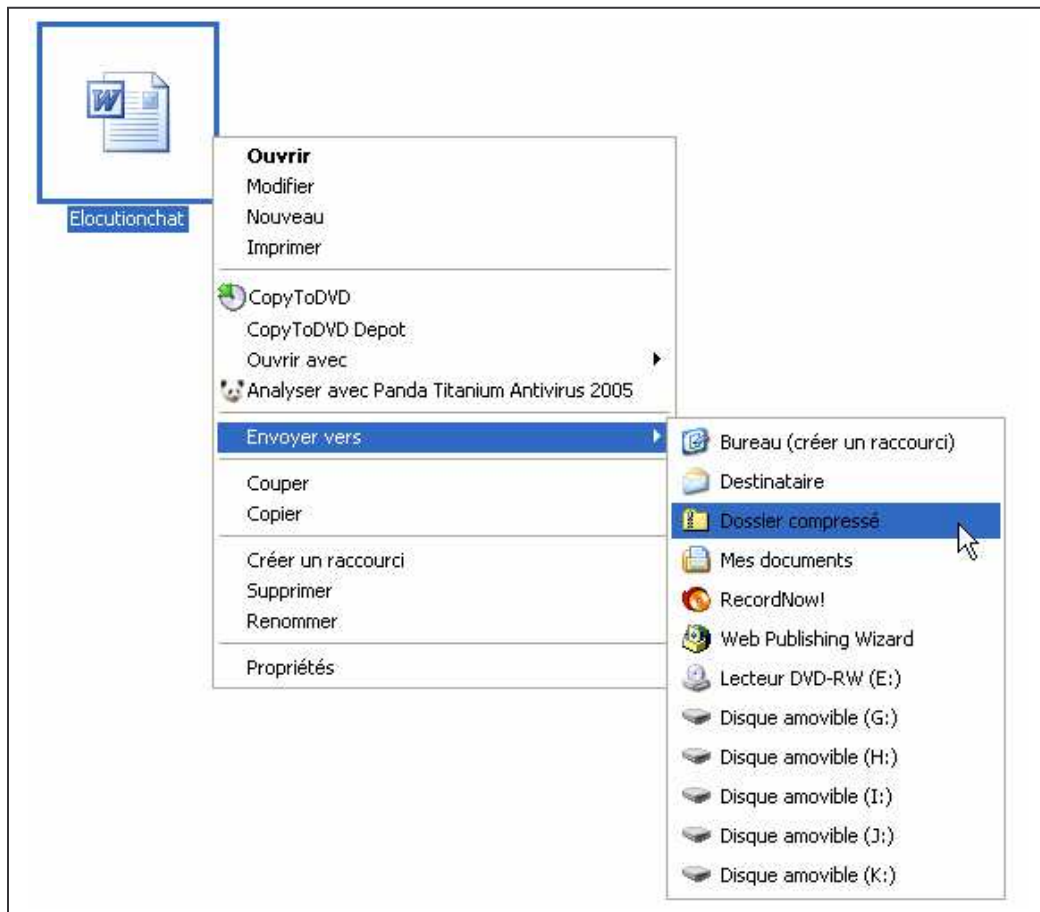 Elocutionchat
Ouvrir
Modifier
Nouveau
Imprimer
CopyToDVD
CopyToDVD Depot
Ouvrir avec
Analyser avec Panda Titanium Antivirus 2005
Envoyer vers
Couper
Copier
Créer un raccourci
Supprimer
Renommer
Propriétés
Bureau (créer un raccourci)
Destinataire
Dossier compressé
Mes documents
RecordNow!
Web Publishing Wizard
Lecteur DVD-RW (E:)
Disque amovible (G:)
Disque amovible (H:)
Disque amovible (I:)
Disque amovible (J:)
Disque amovible (K:)